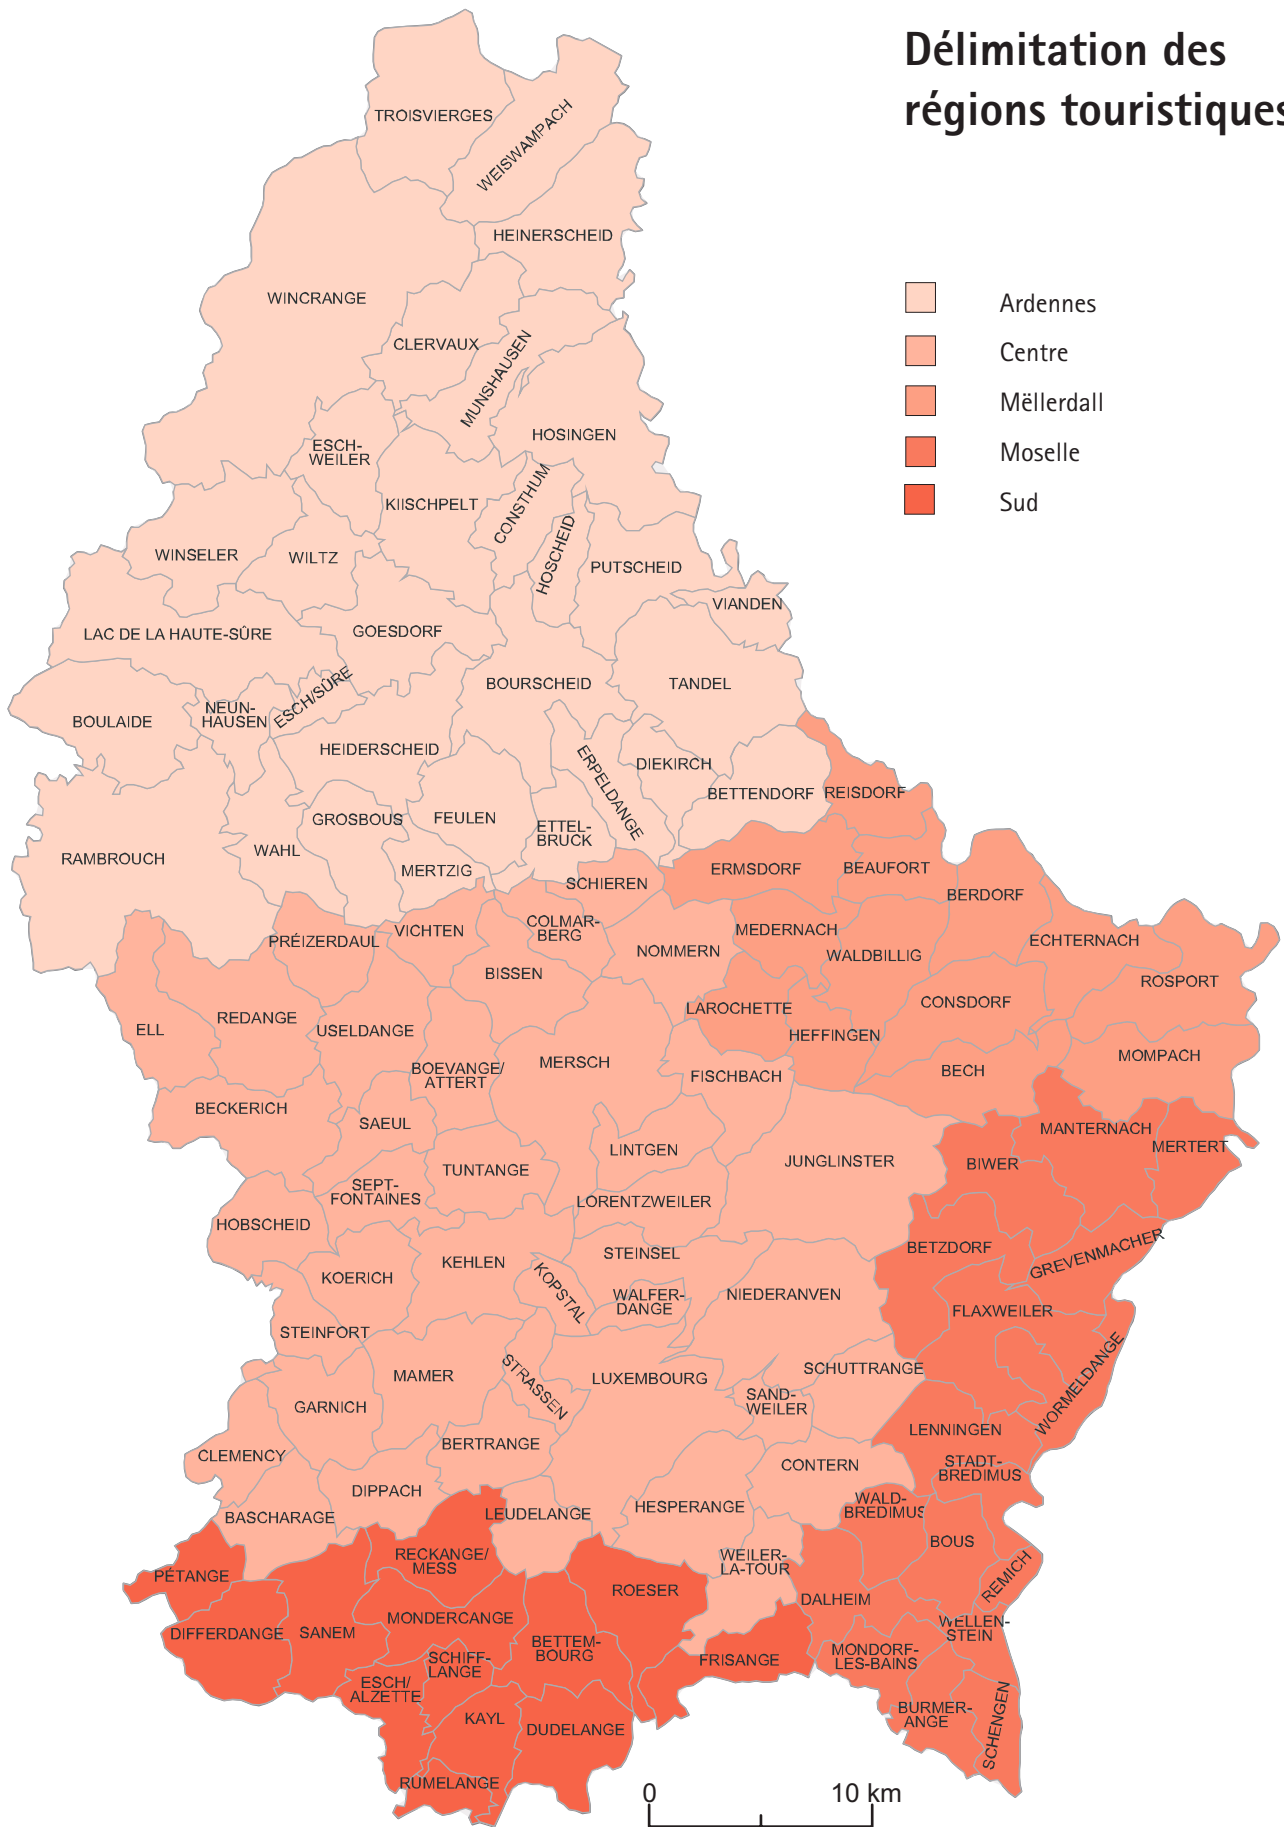 Délimitation des
régions touristiques
Ardennes
Centre
Mëllerdall
Moselle
Sud
TROISVIERGES
WEISWAMPACH
HEINERSCHEID
WINCRANGE
CLERVAUX
MUNSHAUSEN
HOSINGEN
ESCH-
WEILER
KIISCHPELT
CONSTHUM
HOSCHEID
WINSELER
WILTZ
PUTSCHEID
VIANDEN
LAC DE LA HAUTE-SÛRE
GOESDORF
ESCH/SÛRE
BOURSCHEID
TANDEL
BOULAIDE
NEUN-
HAUSEN
HEIDERSCHEID
ERPELDANGE
DIEKIRCH
BETTENDORF
REISDORF
RAMBROUCH
WAHL
GROSBOUS
FEULEN
ETTEL-
BRUCK
MERTZIG
SCHIEREN
ERMSDORF
BEAUFORT
BERDORF
PRÉIZERDAUL
VICHTEN
COLMAR-
BERG
BISSEN
NOMMERN
MEDERNACH
WALDBILLIG
ECHTERNACH
ROSPORT
ELL
REDANGE
USELDANGE
LAROCHETTE
HEFFINGEN
CONSDORF
BOEVANGE/
ATTERT
MERSCH
FISCHBACH
BECH
MOMPACH
BECKERICH
SAEUL
LINTGEN
JUNGLINSTER
BIWER
MANTERNACH
MERTERT
TUNTANGE
SEPT-
FONTAINES
LORENTZWEILER
HOBSCHEID
KOERICH
KEHLEN
KOPSTAL
STEINSEL
WALFER-
DANGE
NIEDERANVEN
BETZDORF
GREVENMACHER
FLAXWEILER
STEINFORT
MAMER
STRASSEN
LUXEMBOURG
SCHUTTRANGE
SAND-
WEILER
WORMELDANGE
GARNICH
LENNINGEN
CLEMENCY
BERTRANGE
CONTERN
STADT-
BREDIMUS
DIPPACH
BASCHARAGE
LEUDELANGE
HESPERANGE
WALD-
BREDIMUS
BOUS
WEILER-
LA-TOUR
REMICH
PÉTANGE
RECKANGE/
MESS
ROESER
DALHEIM
DIFFERDANGE
SANEM
MONDERCANGE
BETTEM-
BOURG
WELLEN-
STEIN
SCHIFF-
LANGE
FRISANGE
MONDORF-
LES-BAINS
ESCH/
ALZETTE
KAYL
DUDELANGE
BURMER-
ANGE
SCHENGEN
RUMELANGE
0 10 km